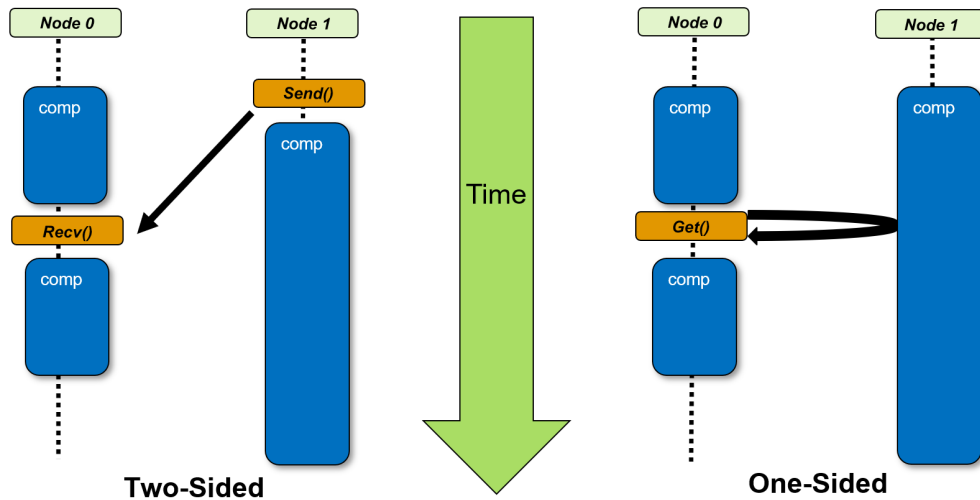 Node 0
Node 1
Send()
comp
comp
Recv()
comp
Two-Sided
Time
Node 0
Node 1
comp
comp
Get()
comp
One-Sided